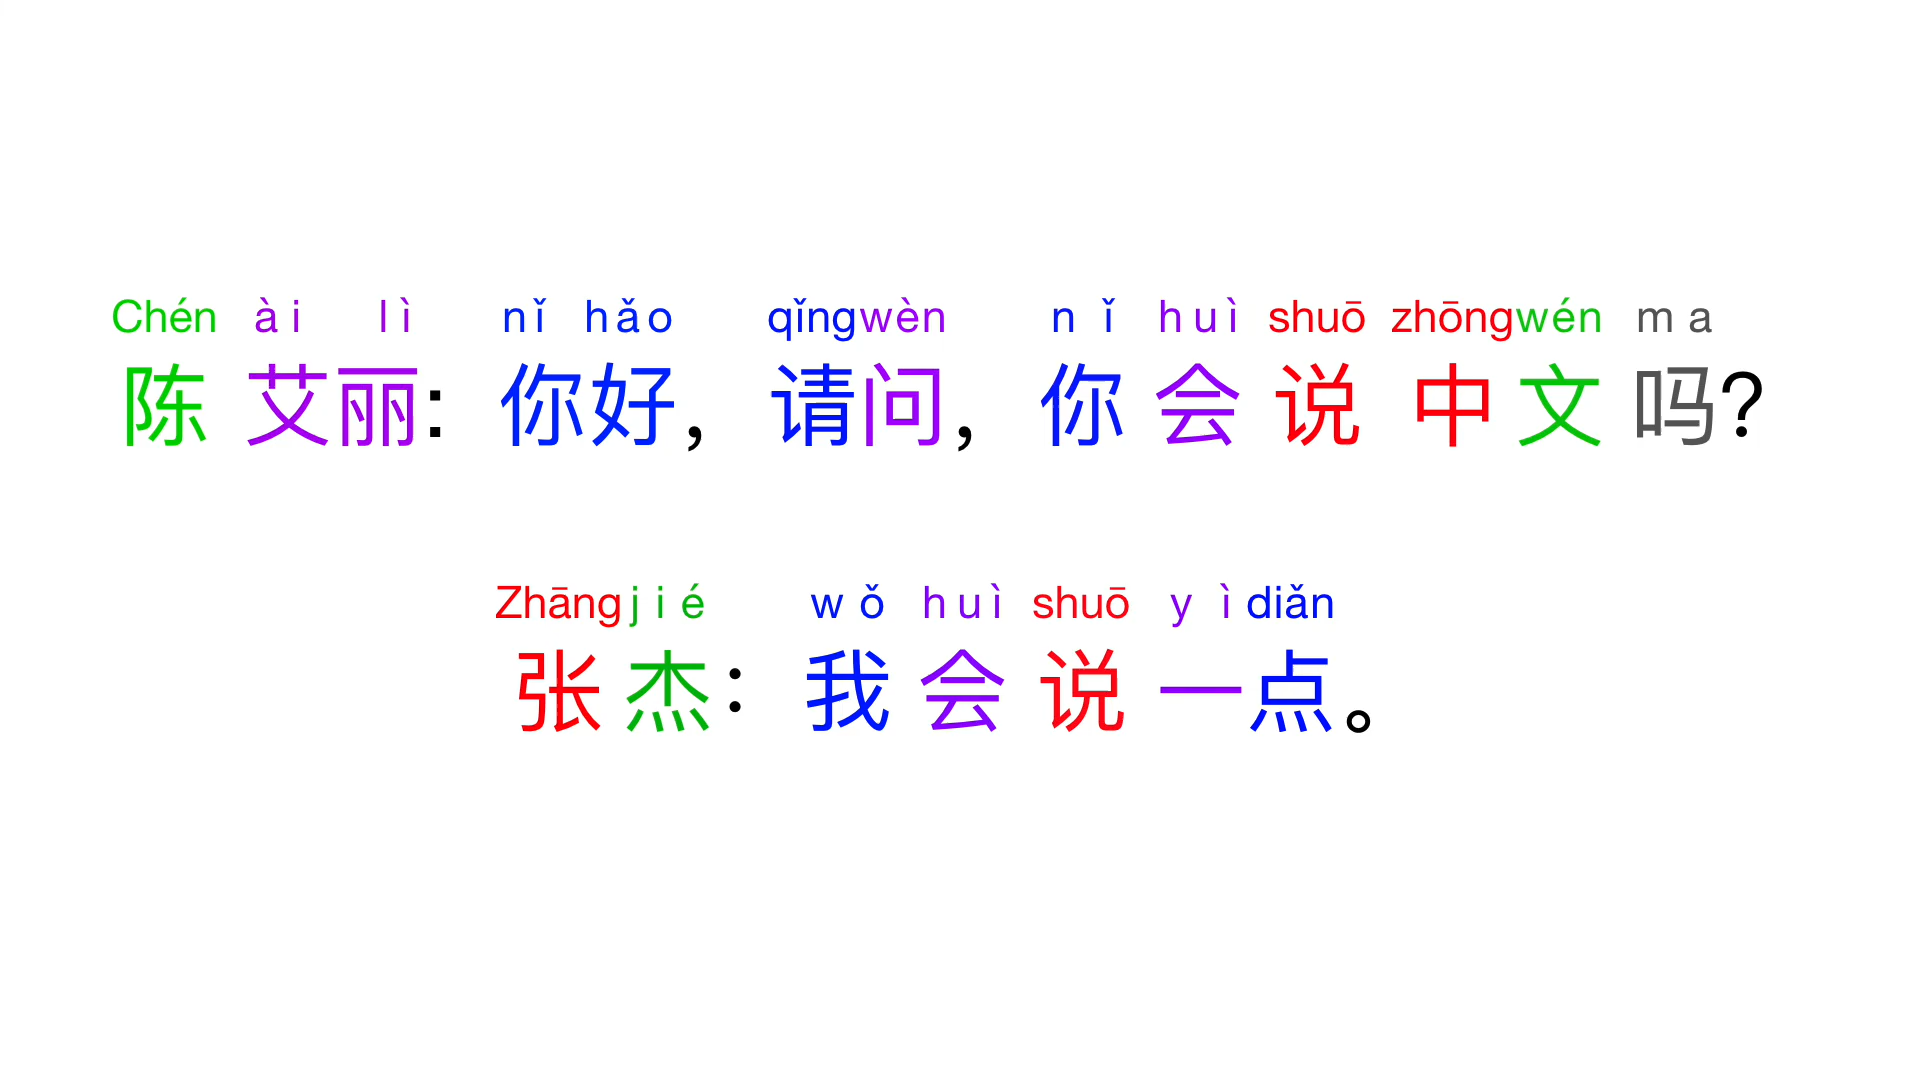 Chén ài lì nǐ hǎo qǐngwèn nǐ huì shuō zhōngwén ma
陈 艾丽: 你好, 请问, 你 会 说 中文 吗?
Zhāngjié wǒ huì shuō yìdiǎn
张杰: 我 会 说 一点。